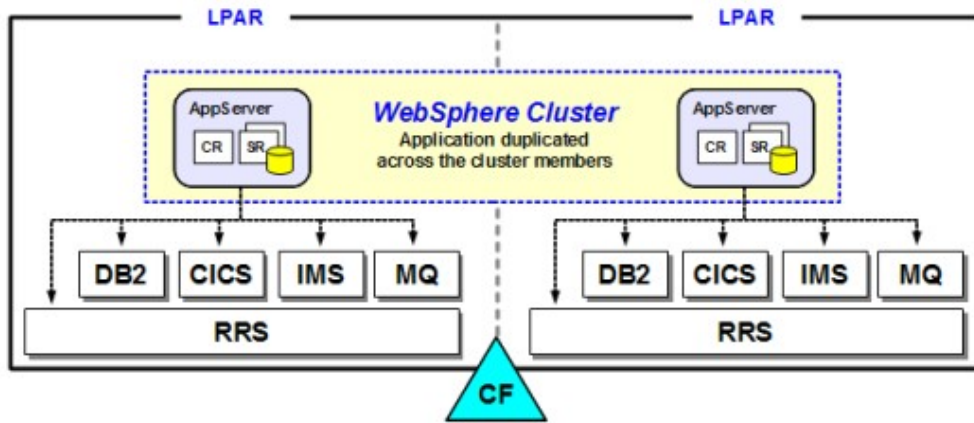 LPAR
LPAR
AppServer
CR
SR
WebSphere Cluster
Application duplicated
across the cluster members
AppServer
CR
SR
DB2
CICS
IMS
MQ
DB2
CICS
IMS
MQ
RRS
RRS
CF